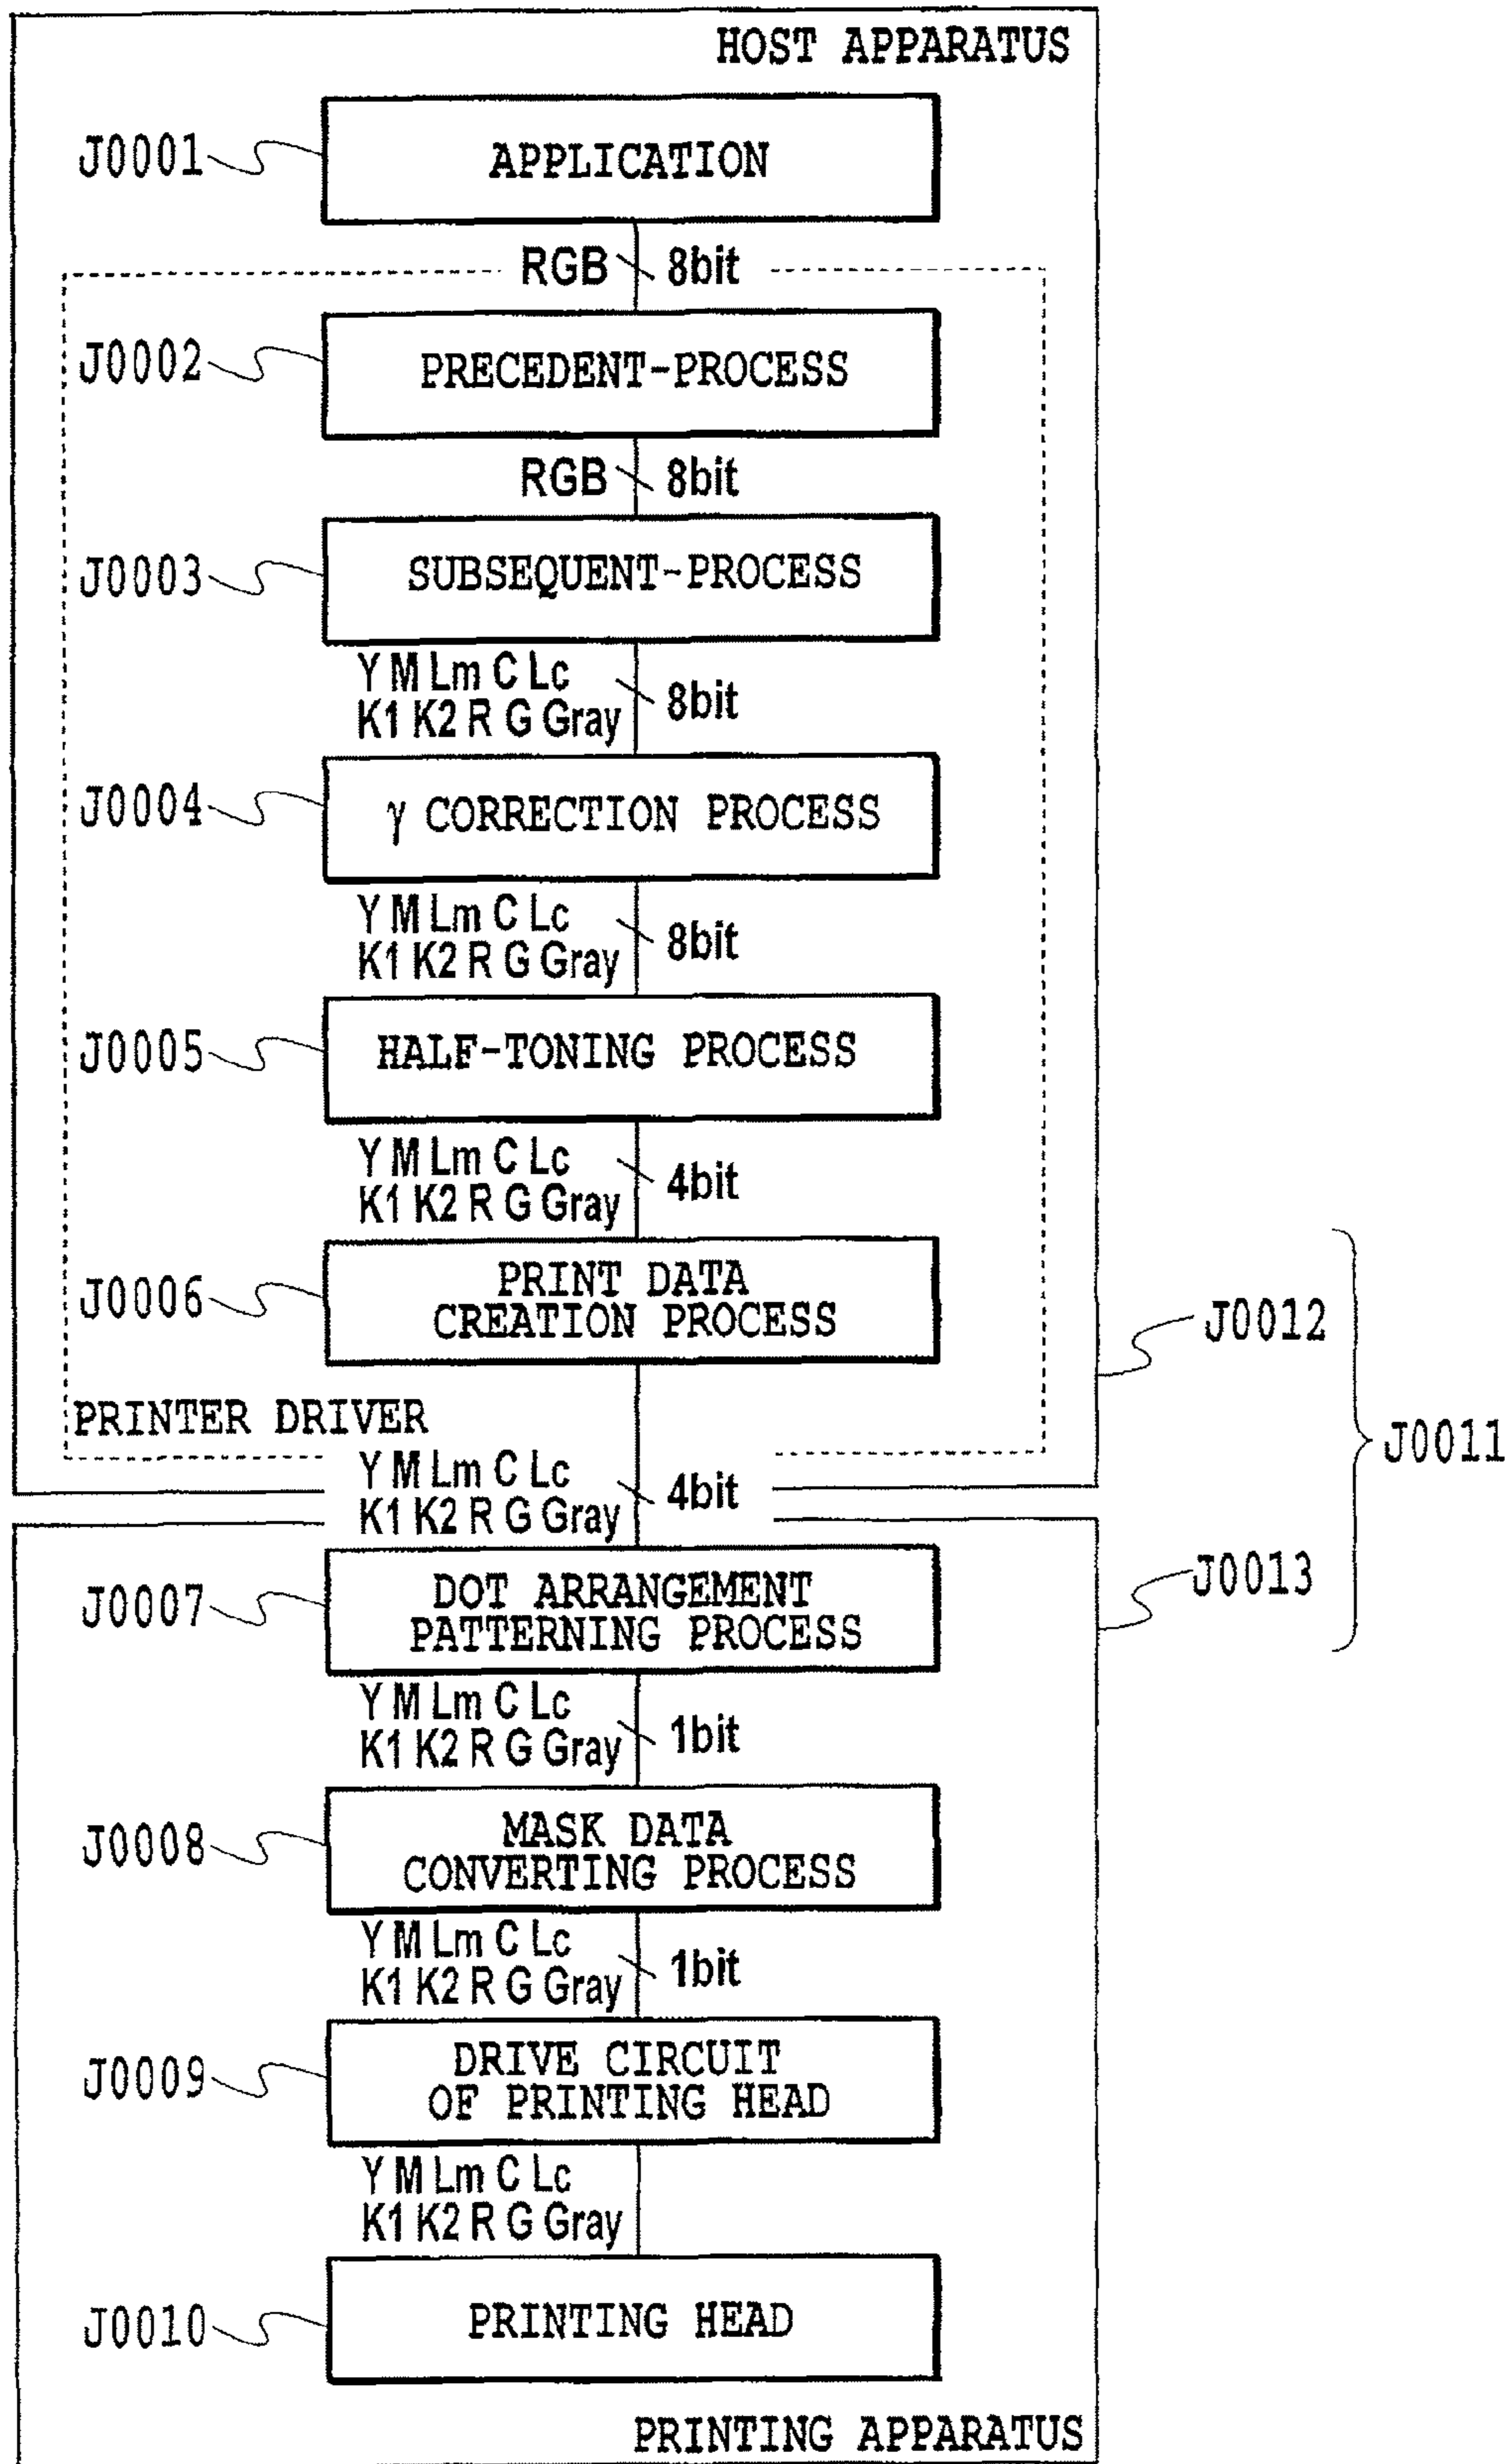 HOST APPARATUS
J0001
APPLICATION
RGB 8bit
J0002
PRECEDENT-PROCESS
RGB 8bit
J0003
SUBSEQUENT-PROCESS
Y M Lm C Lc
K1 K2 R G Gray 8bit
J0004
γ CORRECTION PROCESS
Y M Lm C Lc
K1 K2 R G Gray 8bit
J0005
HALF-TONING PROCESS
Y M Lm C Lc
K1 K2 R G Gray 4bit
J0006
PRINT DATA
CREATION PROCESS
J0012
PRINTER DRIVER
J0011
Y M Lm C Lc
K1 K2 R G Gray 4bit
J0007
DOT ARRANGEMENT
PATTERNING PROCESS
J0013
Y M Lm C Lc
K1 K2 R G Gray 1bit
J0008
MASK DATA
CONVERTING PROCESS
Y M Lm C Lc
K1 K2 R G Gray 1bit
J0009
DRIVE CIRCUIT
OF PRINTING HEAD
Y M Lm C Lc
K1 K2 R G Gray
J0010
PRINTING HEAD
PRINTING APPARATUS